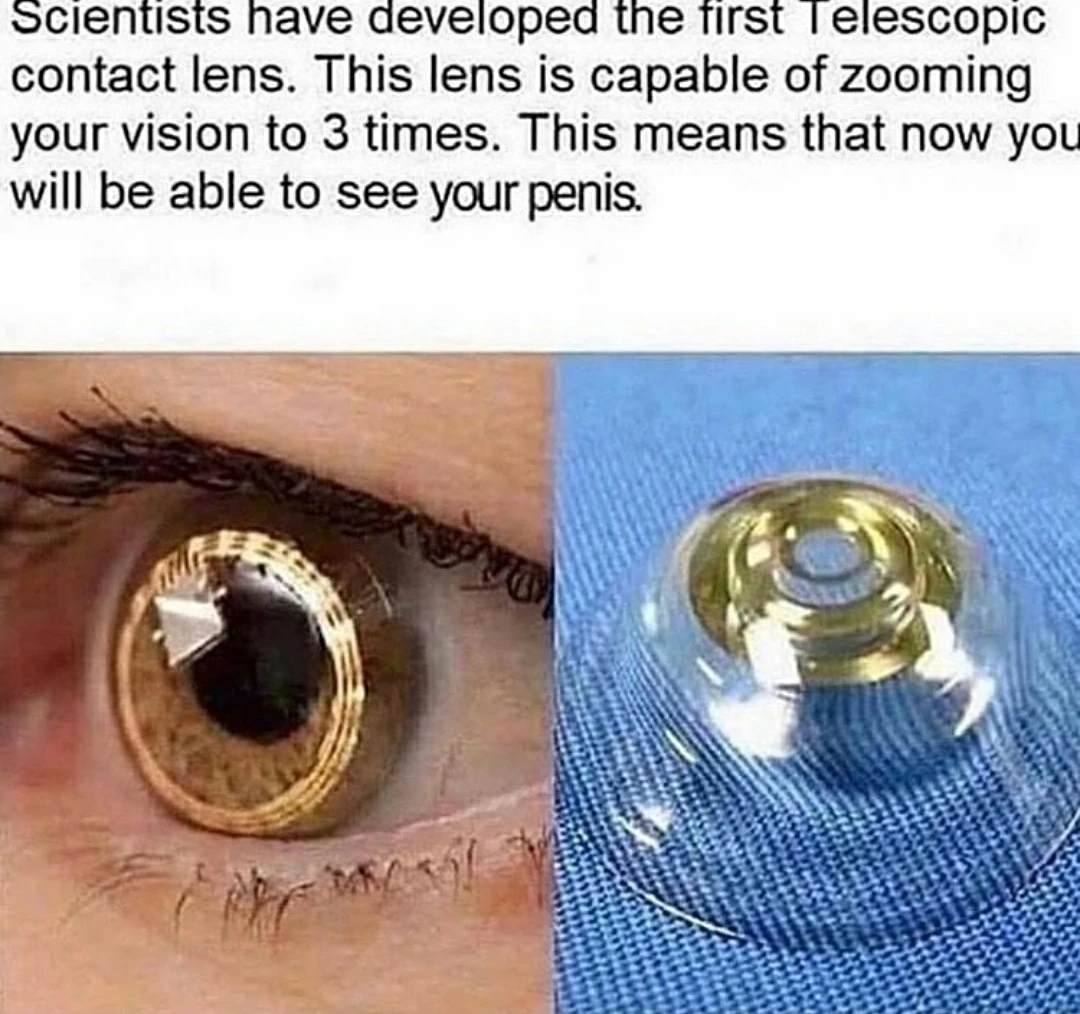 Scientists have developed the first Telescopic
contact lens. This lens is capable of zooming
your vision to 3 times. This means that now you
will be able to see your penis.